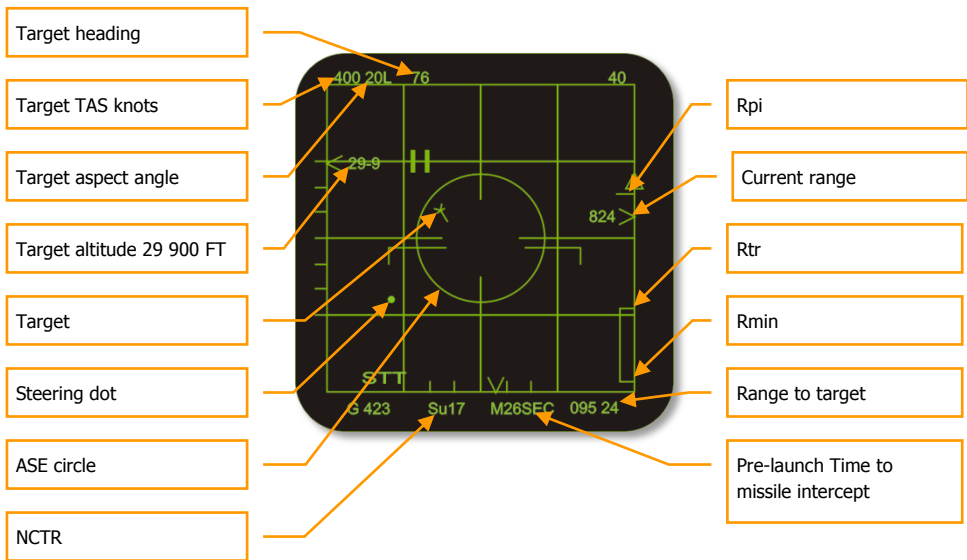 Target heading
Target TAS knots
Target aspect angle
Target altitude 29 900 FT
Target
Steering dot
ASE circle
NCTR
400 20L 76 40
29-9
824
STT
G 423 Su17 M26SEC 095 24
Rpi
Current range
Rtr
Rmin
Range to target
Pre-launch Time to
missile intercept